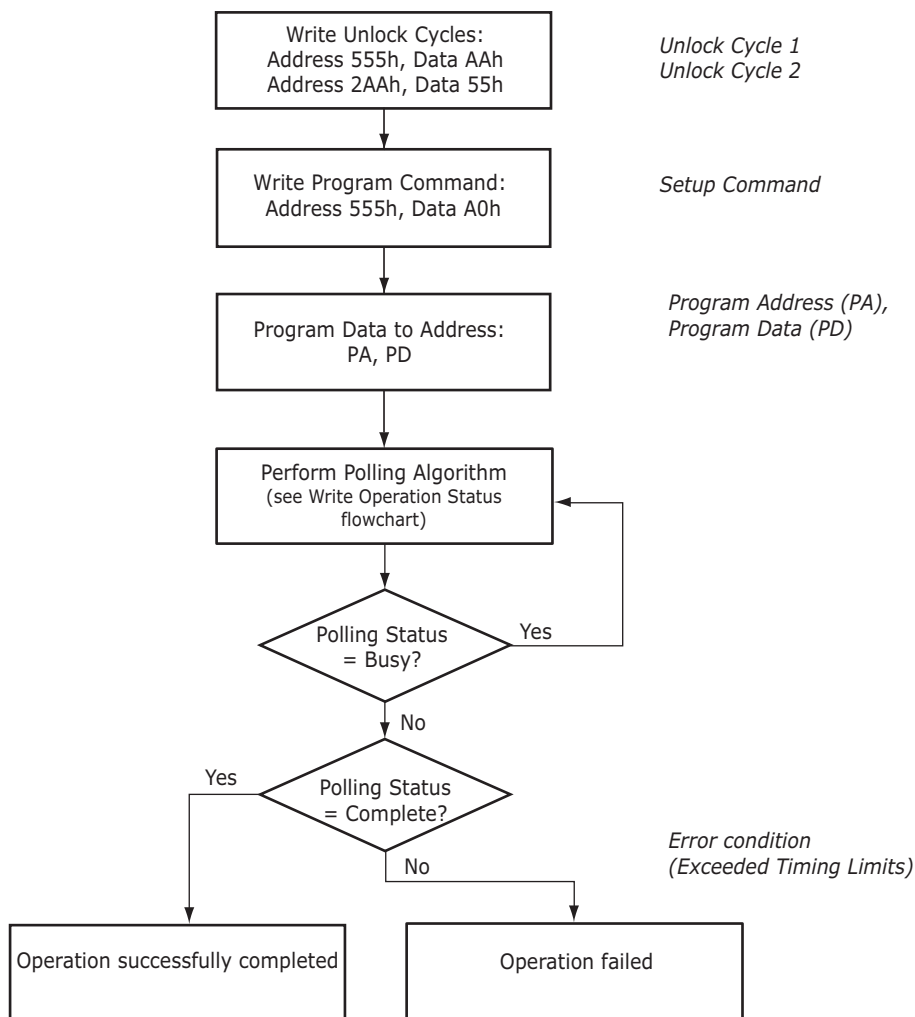 Write Unlock Cycles:
Address 555h, Data AAh
Address 2AAh, Data 55h
Unlock Cycle 1
Unlock Cycle 2
Write Program Command:
Address 555h, Data A0h
Setup Command
Program Data to Address:
PA, PD
Program Address (PA),
Program Data (PD)
Perform Polling Algorithm
(see Write Operation Status
flowchart)
Polling Status
= Busy?
Yes
No
Polling Status
= Complete?
Yes
No
Error condition
(Exceeded Timing Limits)
Operation successfully completed
Operation failed